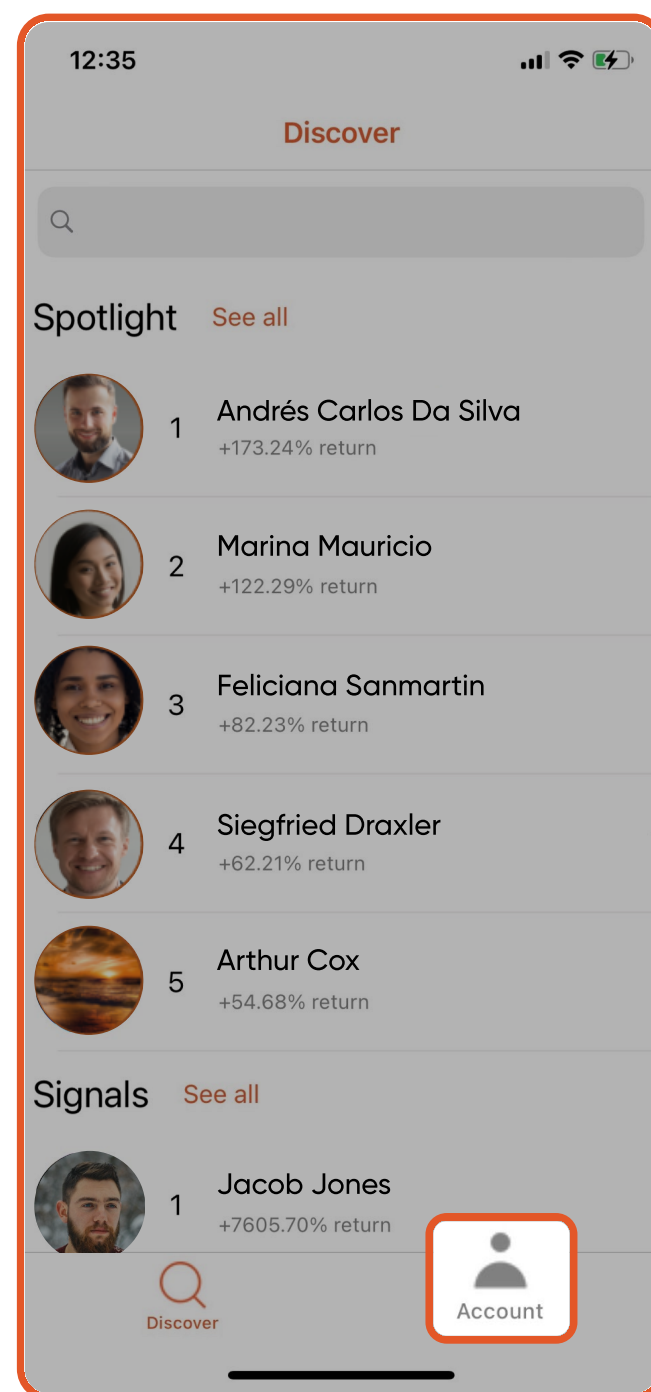 12:35
Discover
Spotlight See all
1 Andrés Carlos Da Silva
+173.24% return
2 Marina Mauricio
+122.29% return
3 Feliciana Sanmartin
+82.23% return
4 Siegfried Draxler
+62.21% return
5 Arthur Cox
+54.68% return
Signals See all
1 Jacob Jones
+7605.70% return
Discover Account